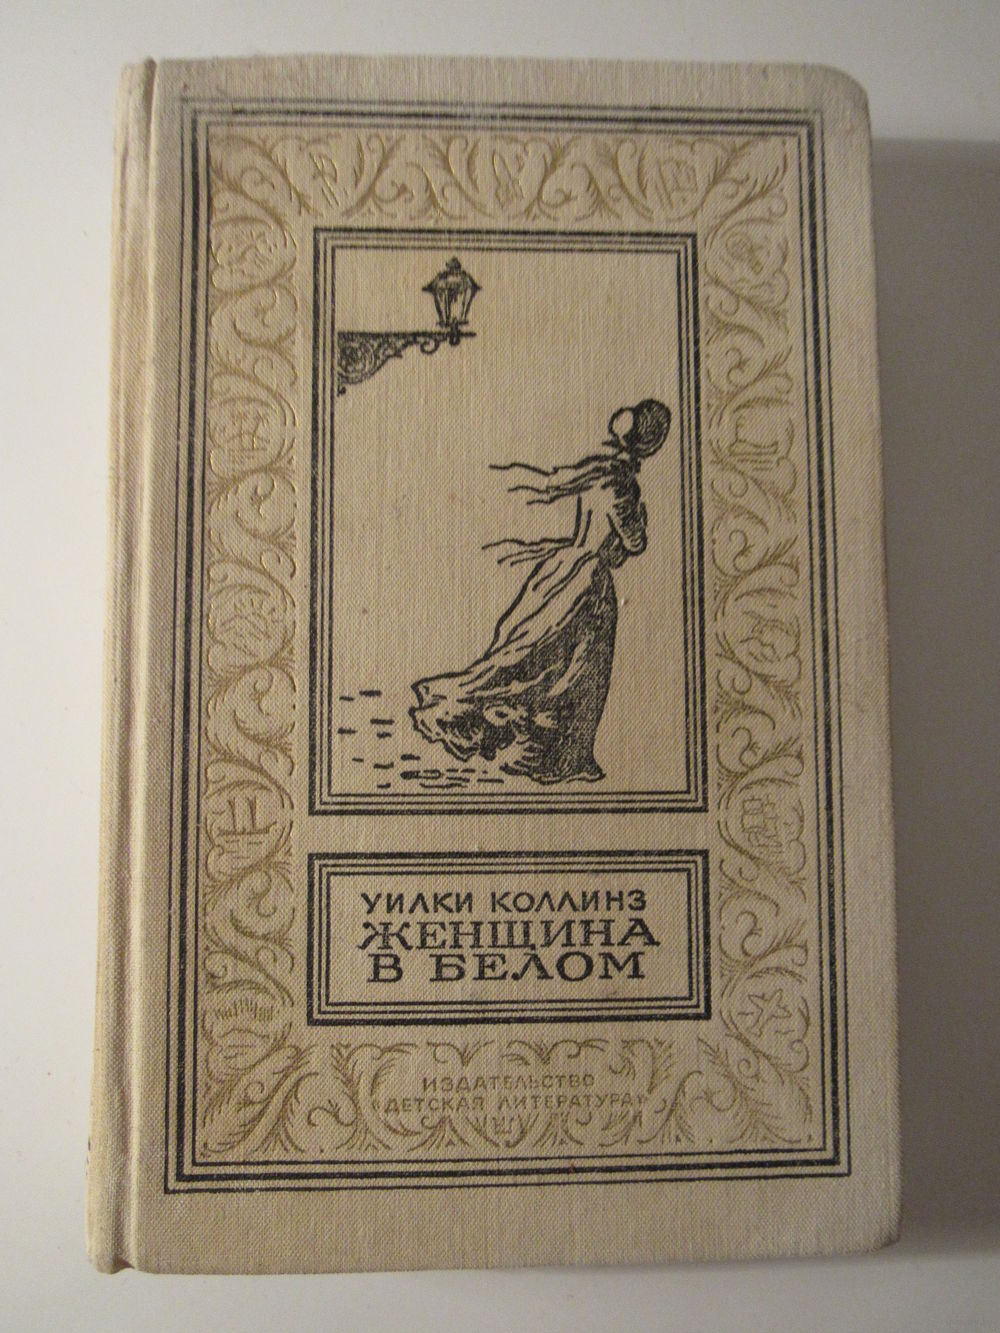 УИЛКИ КОЛЛИНЗ
ЖЕНЩИНА
В БЕЛОМ
ИЗДАТЕЛЬСТВО
«ДЕТСКАЯ ЛИТЕРАТУРА»